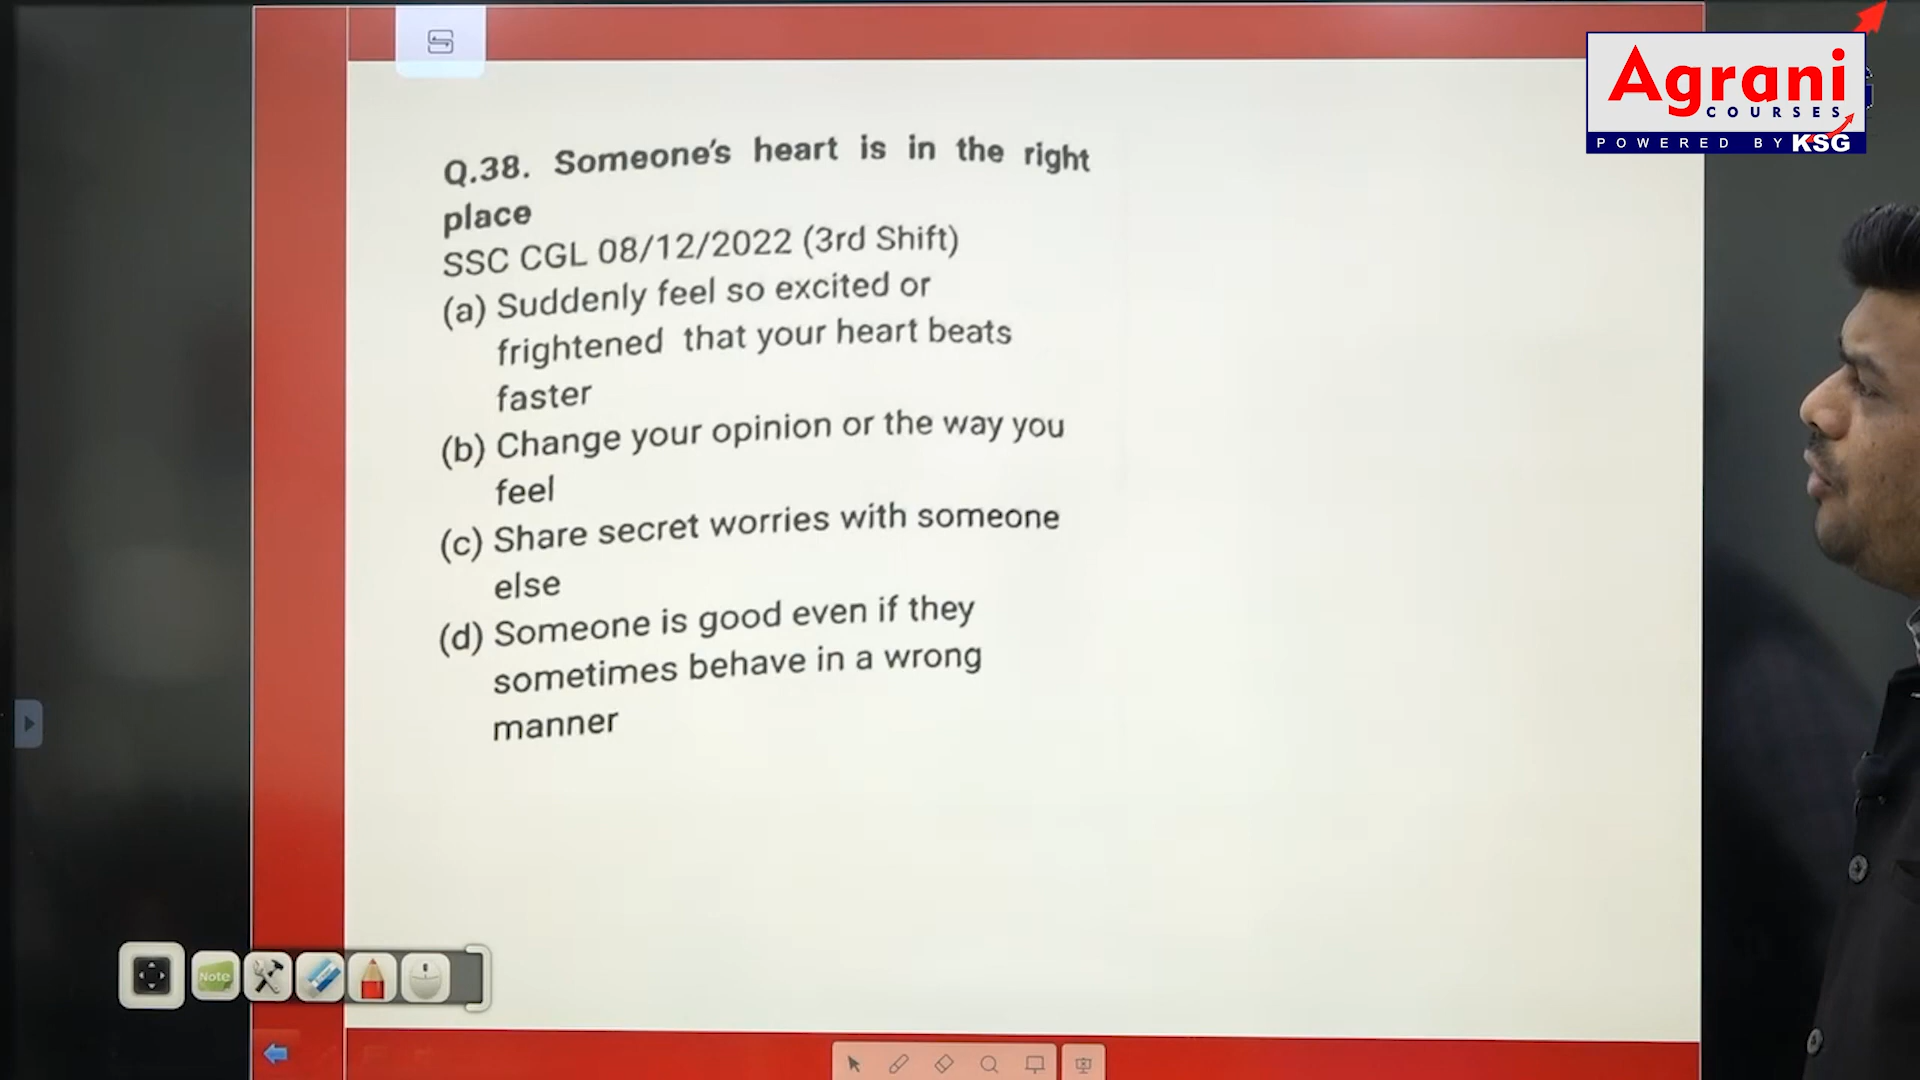 Agrani
COURSES
POWERED BY KSG
Q.38. Someone's heart is in the right
place
SSC CGL 08/12/2022 (3rd Shift)
(a) Suddenly feel so excited or
frightened that your heart beats
faster
(b) Change your opinion or the way you
feel
(c) Share secret worries with someone
else
(d) Someone is good even if they
sometimes behave in a wrong
manner
Note